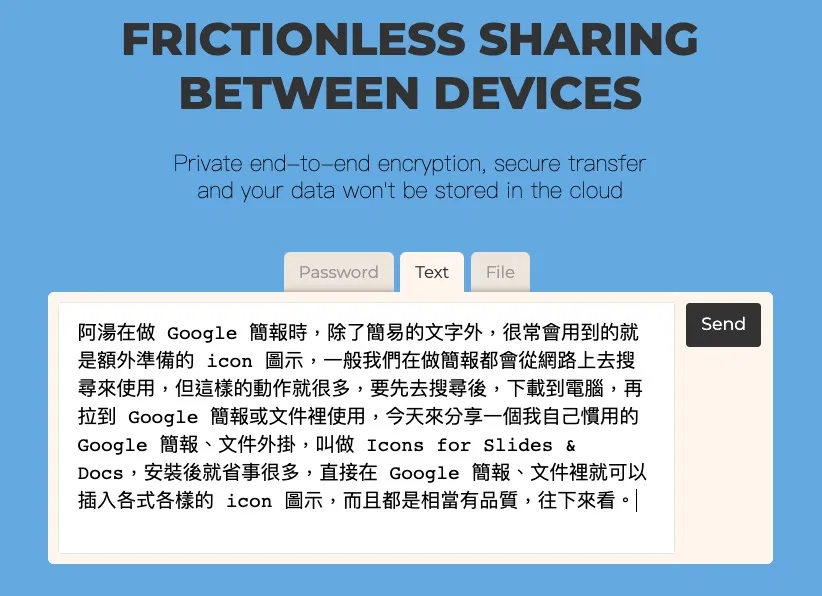 FRICTIONLESS SHARING
BETWEEN DEVICES
Private end-to-end encryption, secure transfer
and your data won't be stored in the cloud
Password
Text
File
阿湯在做 Google 簡報時，除了簡易的文字外，很常會用到的就
是額外準備的 icon 圖示，一般我們在做簡報都會從網路上去搜
尋來使用，但這樣的動作就很多，要先去搜尋後，下載到電腦，再
拉到 Google 簡報或文件裡使用，今天來分享一個我自己慣用的
Google 簡報、文件外掛，叫做 Icons for Slides &
Docs，安裝後就省事很多，直接在 Google 簡報、文件裡就可以
插入各式各樣的 icon 圖示，而且都是相當有品質，往下來看。
Send